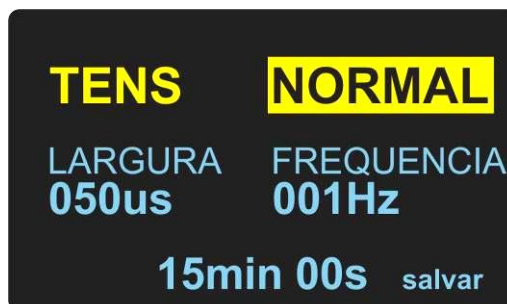 TENS NORMAL
LARGURA FREQUENCIA
050us 001Hz
15min 00s salvar